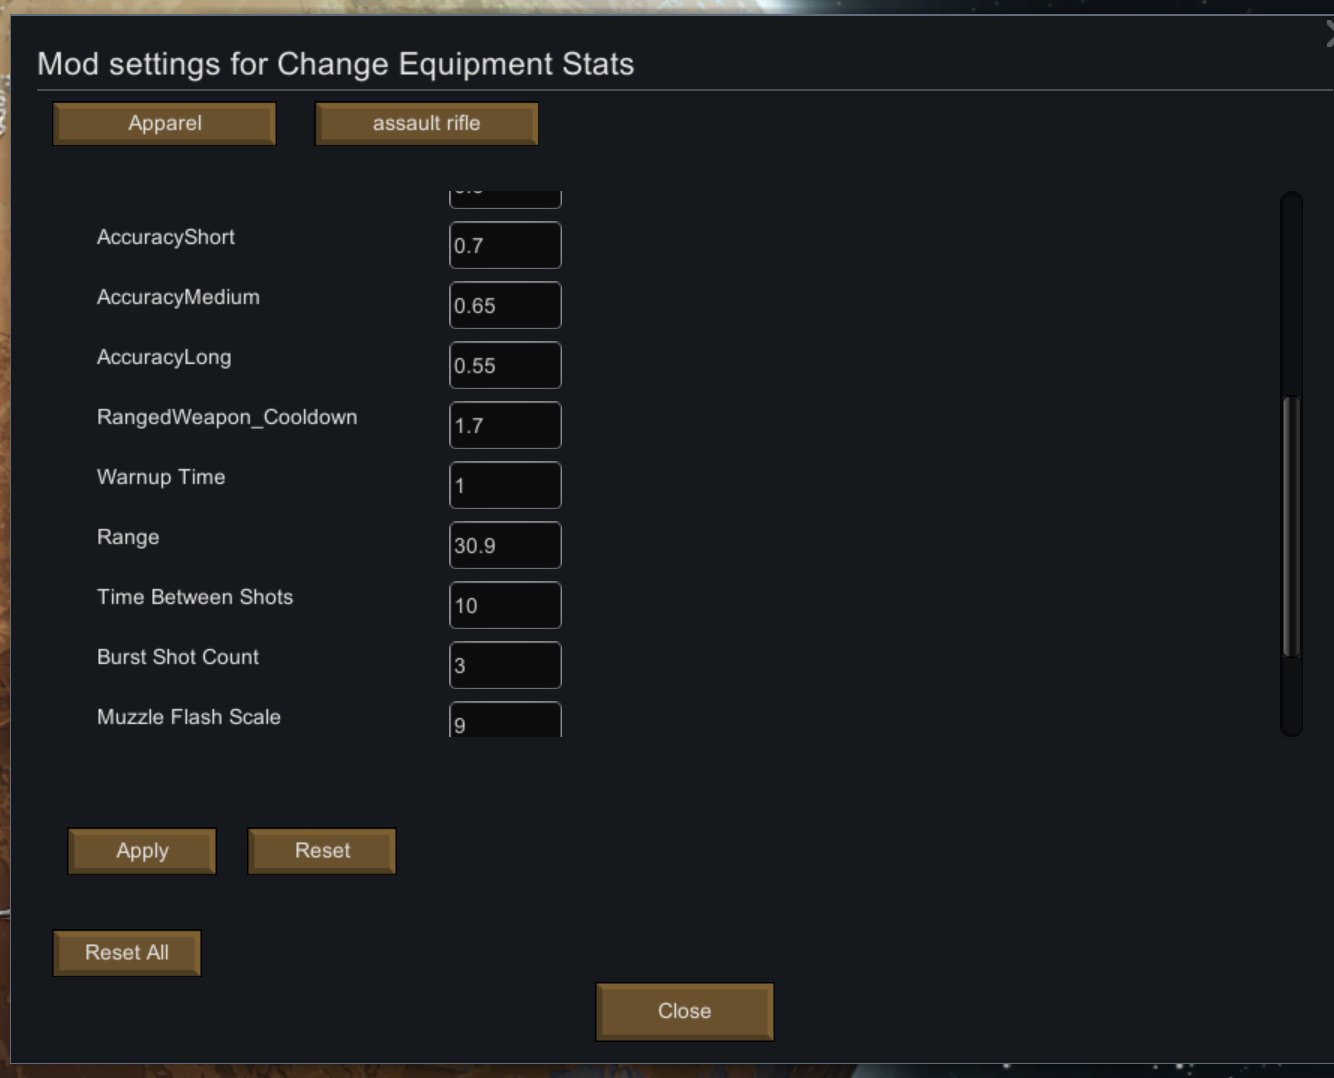 Mod settings for Change Equipment Stats
Apparel
assault rifle
AccuracyShort
0.7
AccuracyMedium
0.65
AccuracyLong
0.55
RangedWeapon_Cooldown
1.7
Warnup Time
1
Range
30.9
Time Between Shots
10
Burst Shot Count
3
Muzzle Flash Scale
9
Apply
Reset
Reset All
Close